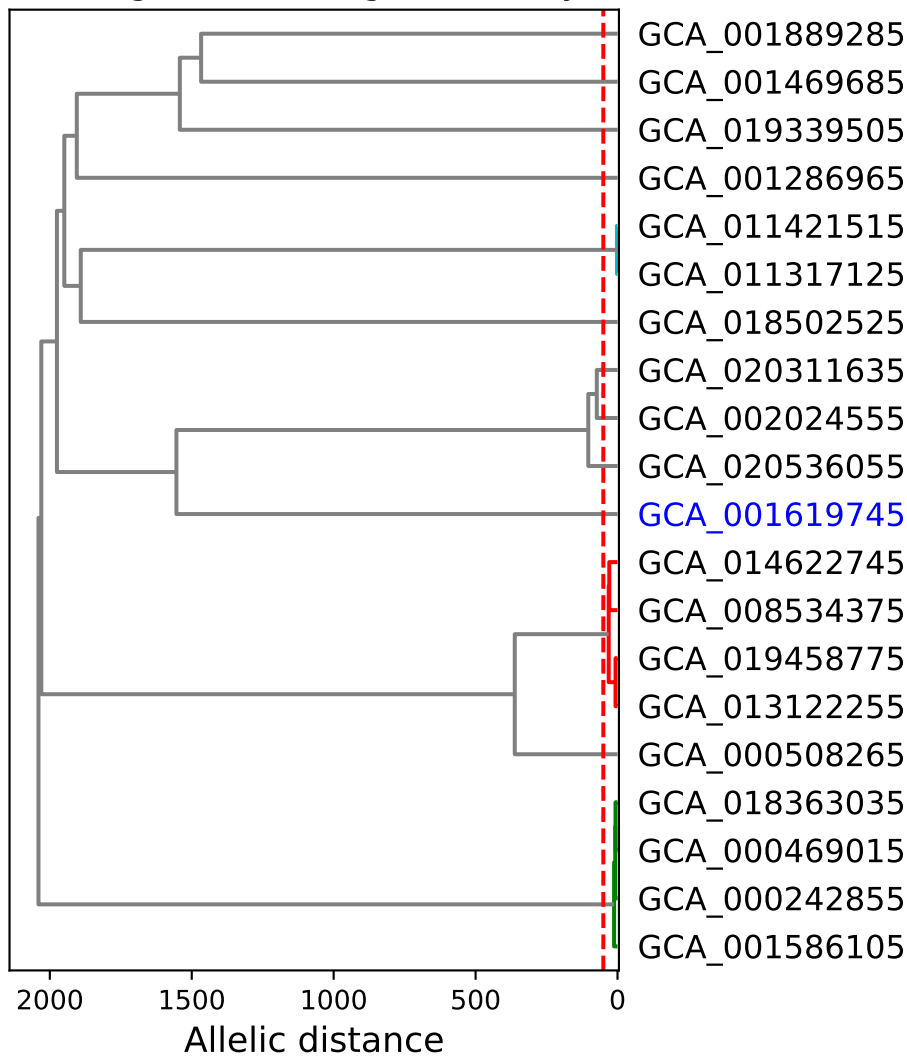 GCA_001889285
GCA_001469685
GCA_019339505
GCA_001286965
GCA_011421515
GCA_011317125
GCA_018502525
GCA_020311635
GCA_002024555
GCA_020536055
GCA_001619745
GCA_014622745
GCA_008534375
GCA_019458775
GCA_013122255
GCA_000508265
GCA_018363035
GCA_000469015
GCA_000242855
GCA_001586105
2000 1500 1000 500 0
Allelic distance